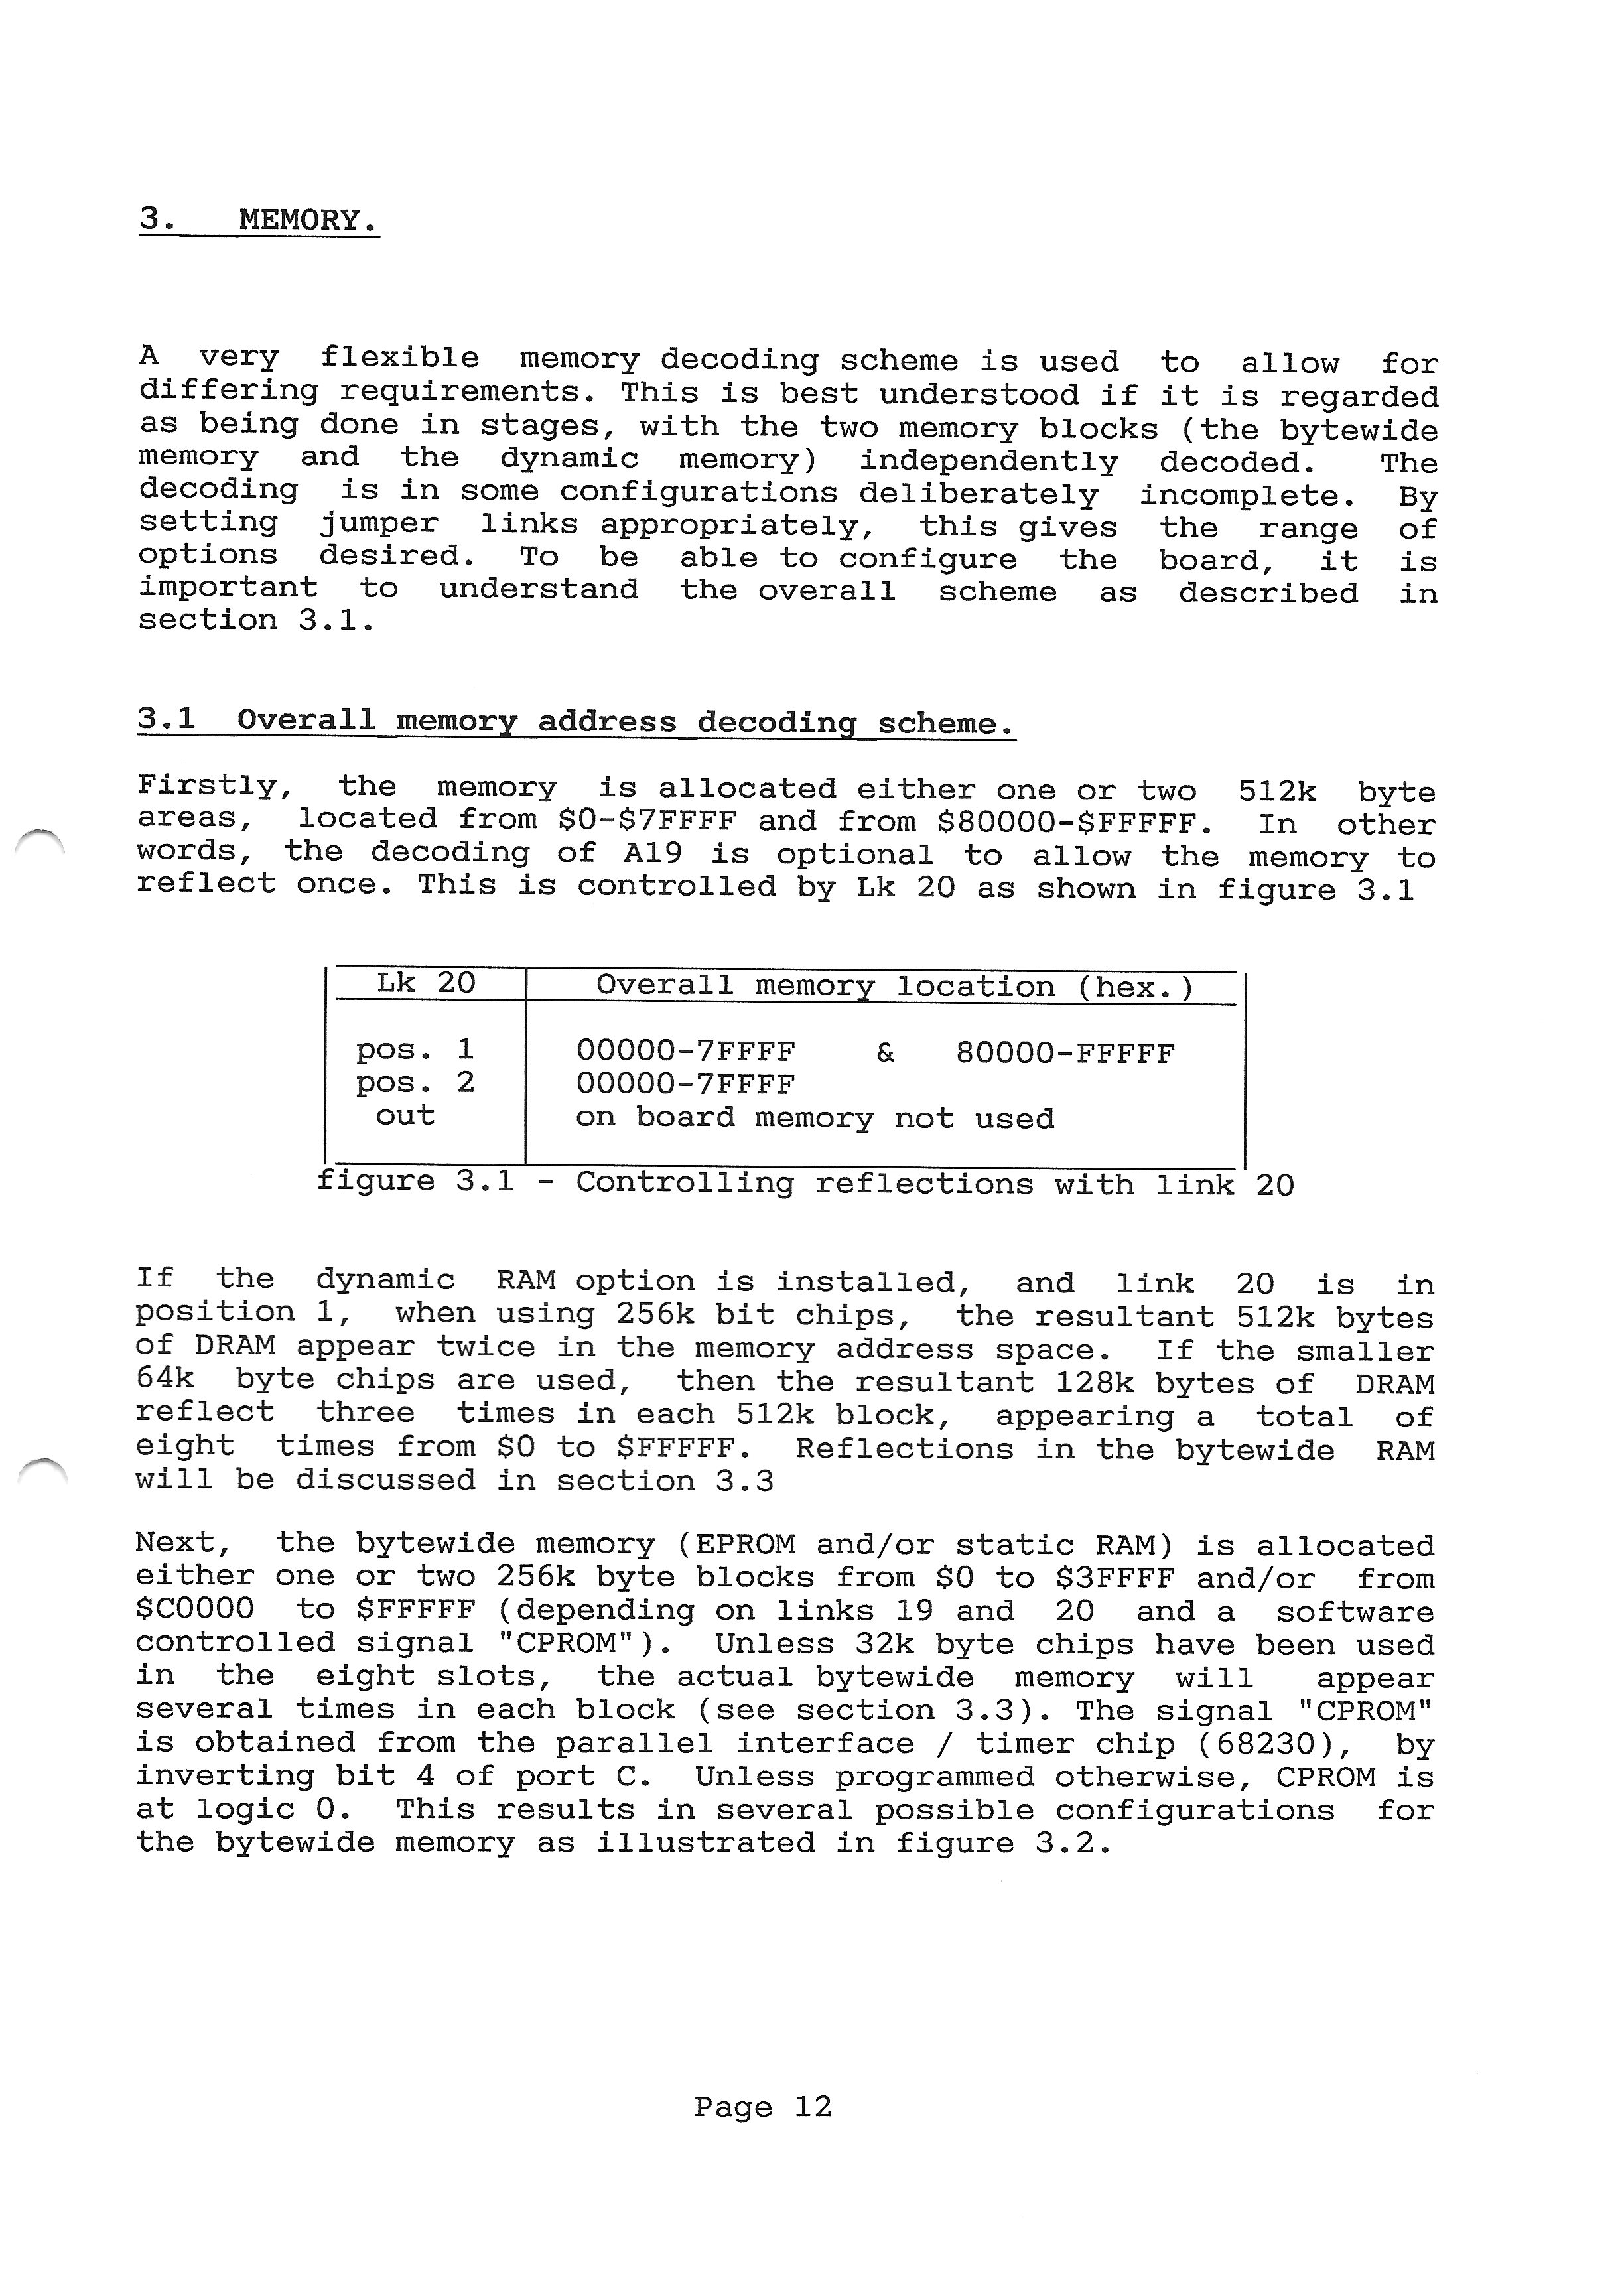 3. MEMORY.
A very flexible memory decoding scheme is used to allow for
differing requirements. This is best understood if it is regarded
as being done in stages, with the two memory blocks (the bytewide
memory and the dynamic memory) independently decoded. The
decoding is in some configurations deliberately incomplete. By
setting jumper links appropriately, this gives the range of
options desired. To be able to configure the board, it is
important to understand the overall scheme as described in
section 3.1.
3.1 Overall memory address decoding scheme.
Firstly, the memory is allocated either one or two 512k byte
areas, located from $0-$7FFFF and from $80000-$FFFFF. In other
words, the decoding of A19 is optional to allow the memory to
reflect once. This is controlled by Lk 20 as shown in figure 3.1
Lk 20 Overall memory location (hex.)
pos. 1 00000-7FFFF & 80000-FFFFF
pos. 2 00000-7FFFF
out on board memory not used
figure 3.1 - Controlling reflections with link 20
If the dynamic RAM option is installed, and link 20 is in
position 1, when using 256k bit chips, the resultant 512k bytes
of DRAM appear twice in the memory address space. If the smaller
64k byte chips are used, then the resultant 128k bytes of DRAM
reflect three times in each 512k block, appearing a total of
eight times from $0 to $FFFFF. Reflections in the bytewide RAM
will be discussed in section 3.3
Next, the bytewide memory (EPROM and/or static RAM) is allocated
either one or two 256k byte blocks from $0 to $3FFFF and/or from
$C0000 to $FFFFF (depending on links 19 and 20 and a software
controlled signal "CPROM"). Unless 32k byte chips have been used
in the eight slots, the actual bytewide memory will appear
several times in each block (see section 3.3). The signal "CPROM"
is obtained from the parallel interface / timer chip (68230), by
inverting bit 4 of port C. Unless programmed otherwise, CPROM is
at logic 0. This results in several possible configurations for
the bytewide memory as illustrated in figure 3.2.
Page 12